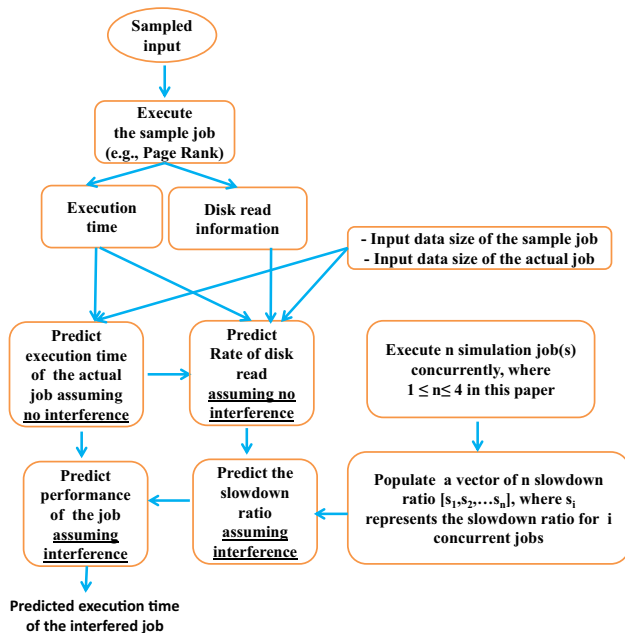 Sampled
input
Execute
the sample job
(e.g., Page Rank)
Execution
time
Disk read
information
- Input data size of the sample job
- Input data size of the actual job
Predict
execution time
of the actual
job assuming
no interference
Predict
Rate of disk
read
assuming no
interference
Execute n simulation job(s)
concurrently, where
1 ≤ n≤ 4 in this paper
Predict
performance
of the job
assuming
interference
Predict the
slowdown
ratio
assuming
interference
Populate a vector of n slowdown
ratio [s₁,s₂,…sₙ], where sᵢ
represents the slowdown ratio for i
concurrent jobs
Predicted execution time
of the interfered job